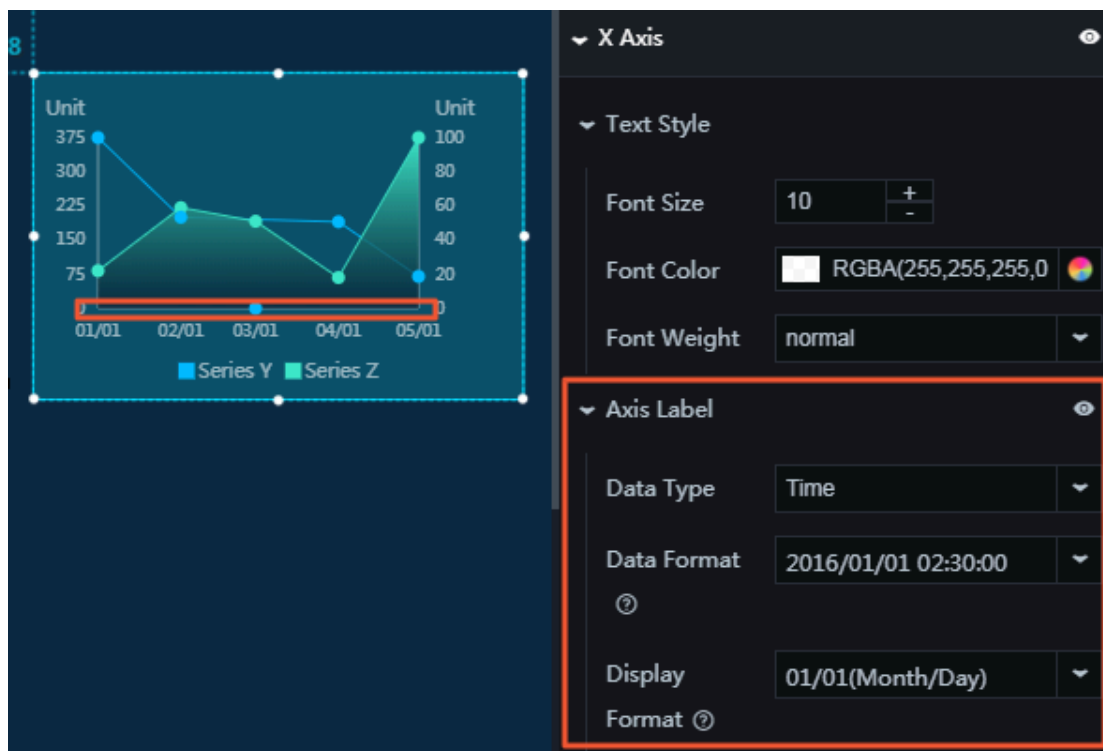 8
Unit
Unit
375
100
300
80
225
60
150
40
75
20
0
0
01/01 02/01 03/01 04/01 05/01
Series Y Series Z
X Axis
Text Style
Font Size
10
+
-
Font Color
RGBA(255,255,255,0
Font Weight
normal
Axis Label
Data Type
Time
Data Format
2016/01/01 02:30:00
?
Display
01/01(Month/Day)
Format ?